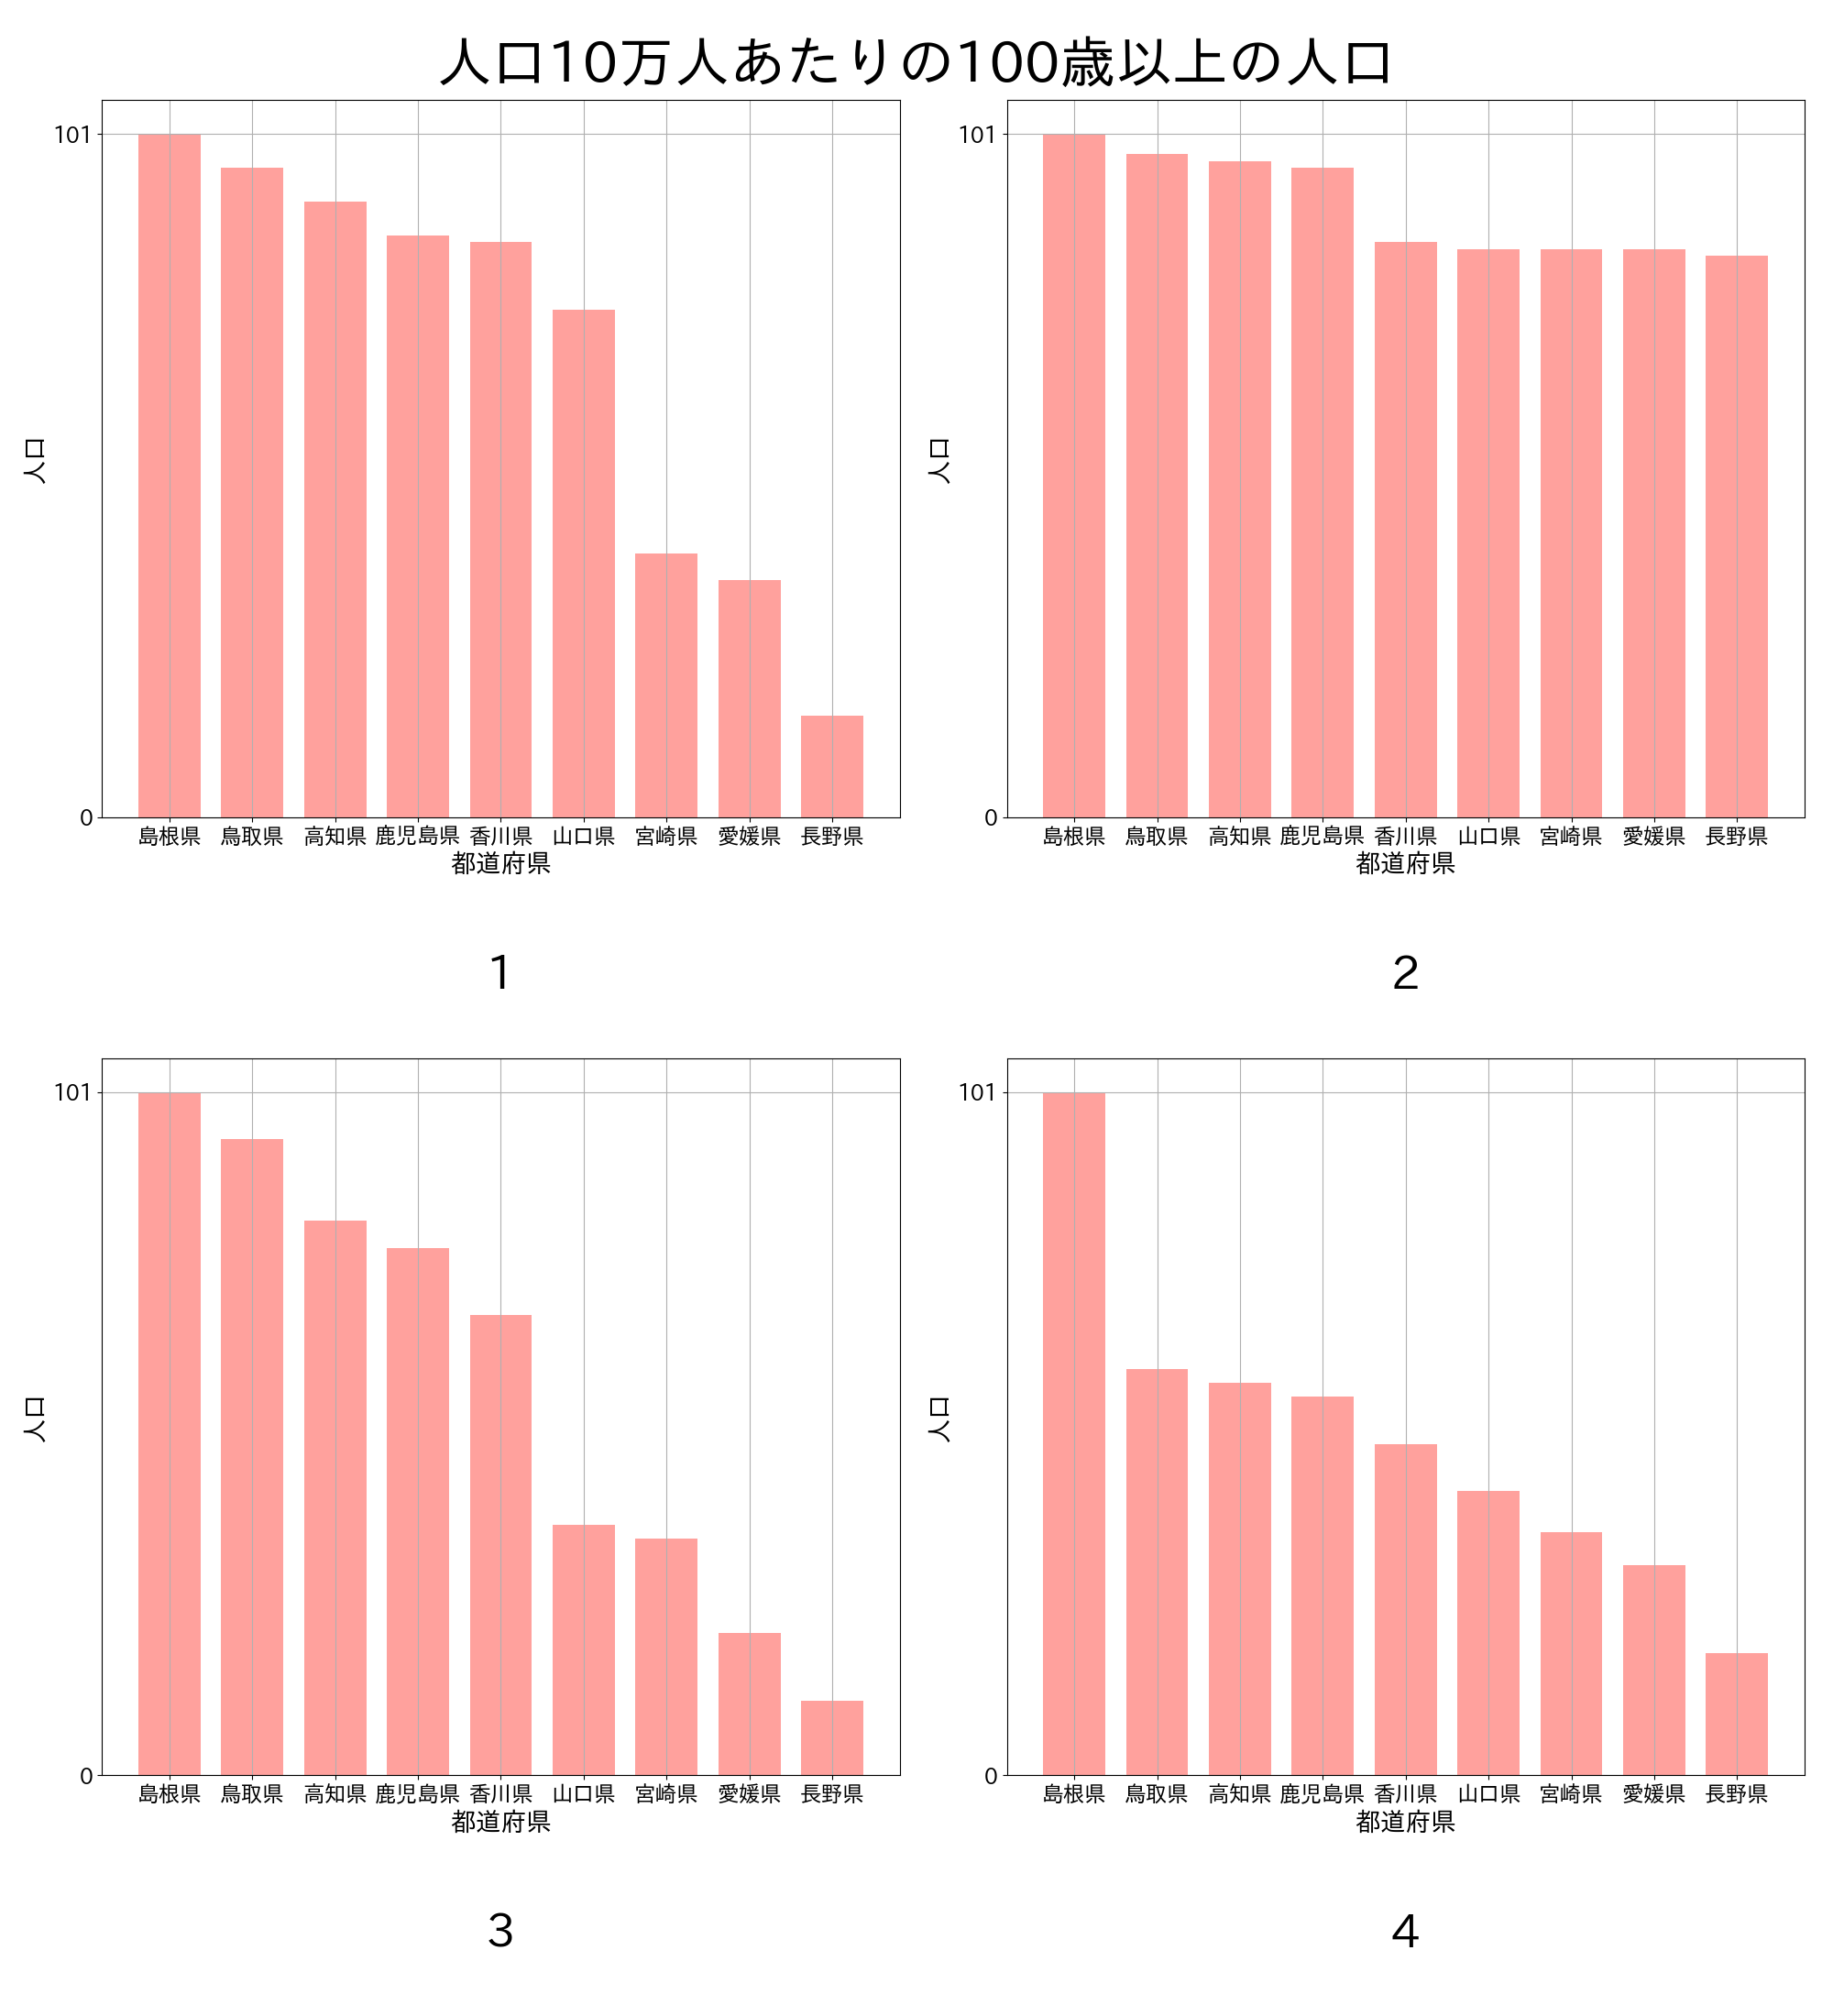 人口10万人あたりの100歳以上の人口
101
0
人口
島根県 鳥取県 高知県 鹿児島県 香川県 山口県 宮崎県 愛媛県 長野県
都道府県
1
101
0
人口
島根県 鳥取県 高知県 鹿児島県 香川県 山口県 宮崎県 愛媛県 長野県
都道府県
2
101
0
人口
島根県 鳥取県 高知県 鹿児島県 香川県 山口県 宮崎県 愛媛県 長野県
都道府県
3
101
0
人口
島根県 鳥取県 高知県 鹿児島県 香川県 山口県 宮崎県 愛媛県 長野県
都道府県
4